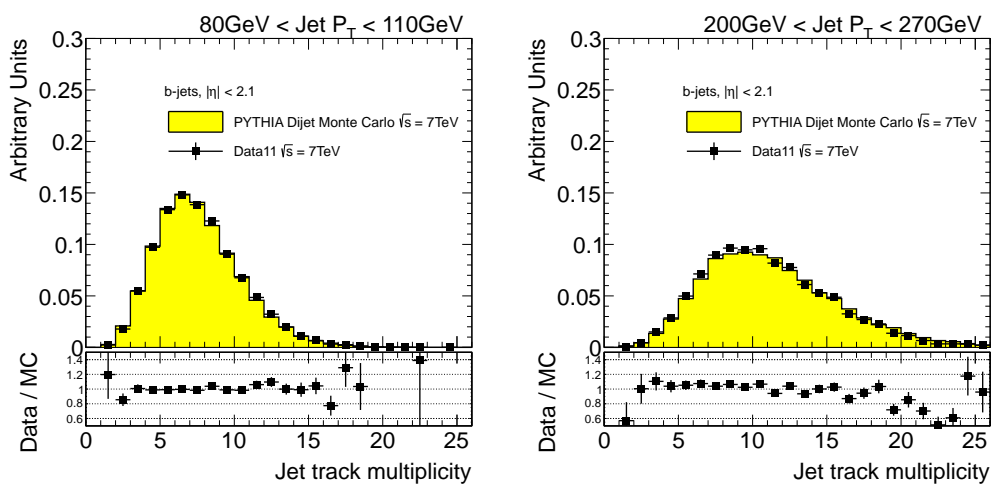 80GeV < Jet P_T < 110GeV
Arbitrary Units
0.3
0.25
0.2
0.15
0.1
0.05
0
b-jets, |η| < 2.1
PYTHIA Dijet Monte Carlo √s = 7TeV
Data11 √s = 7TeV
Data / MC
1.4
1.2
1
0.8
0.6
0 5 10 15 20 25
Jet track multiplicity
200GeV < Jet P_T < 270GeV
Arbitrary Units
0.3
0.25
0.2
0.15
0.1
0.05
0
b-jets, |η| < 2.1
PYTHIA Dijet Monte Carlo √s = 7TeV
Data11 √s = 7TeV
Data / MC
1.4
1.2
1
0.8
0.6
0 5 10 15 20 25
Jet track multiplicity